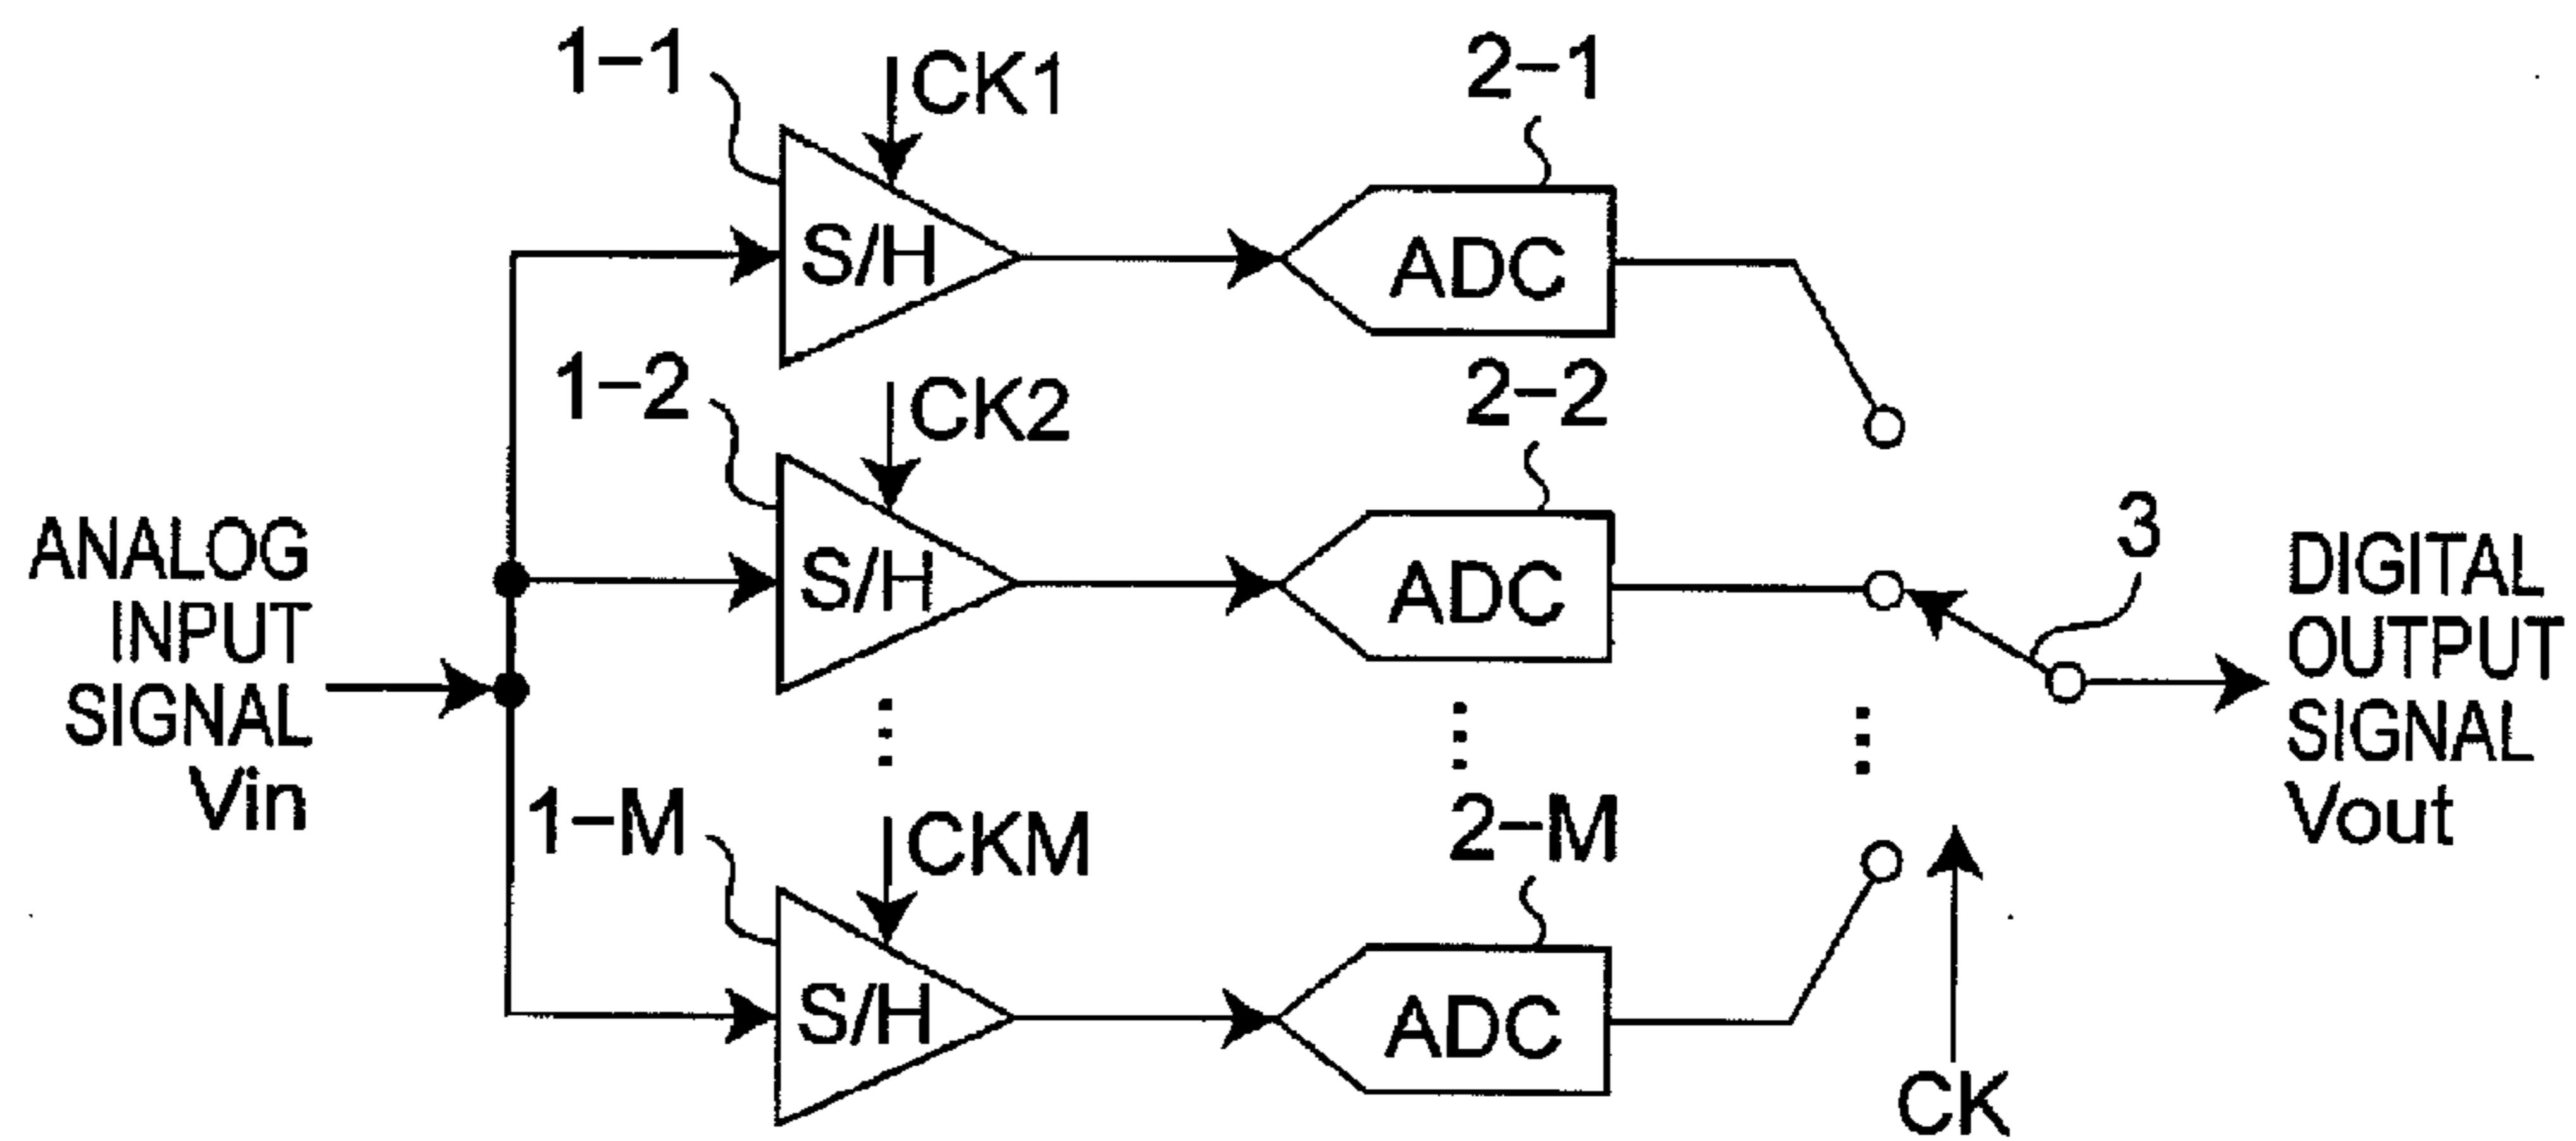 1-1
CK1
2-1
S/H
ADC
1-2
CK2
2-2
S/H
ADC
3
ANALOG
INPUT
SIGNAL
Vin
DIGITAL
OUTPUT
SIGNAL
Vout
1-M
CKM
2-M
S/H
ADC
CK